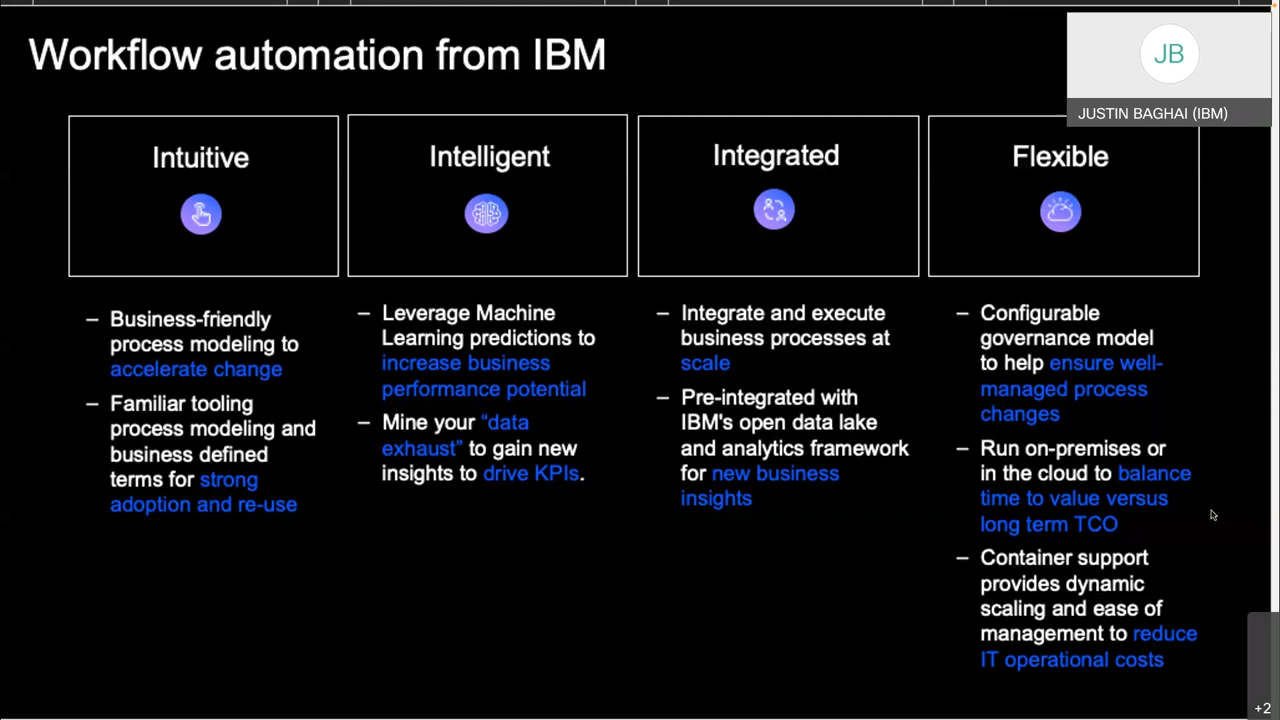 Workflow automation from IBM
JB
JUSTIN BAGHAI (IBM)
Intuitive
– Business-friendly
process modeling to
accelerate change
– Familiar tooling
process modeling and
business defined
terms for strong
adoption and re-use
Intelligent
– Leverage Machine
Learning predictions to
increase business
performance potential
– Mine your “data
exhaust” to gain new
insights to drive KPIs.
Integrated
– Integrate and execute
business processes at
scale
– Pre-integrated with
IBM's open data lake
and analytics framework
for new business
insights
Flexible
– Configurable
governance model
to help ensure well-
managed process
changes
– Run on-premises or
in the cloud to balance
time to value versus
long term TCO
– Container support
provides dynamic
scaling and ease of
management to reduce
IT operational costs
+2